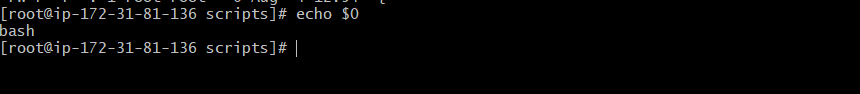 [root@ip-172-31-81-136 scripts]# echo $0
bash
[root@ip-172-31-81-136 scripts]#